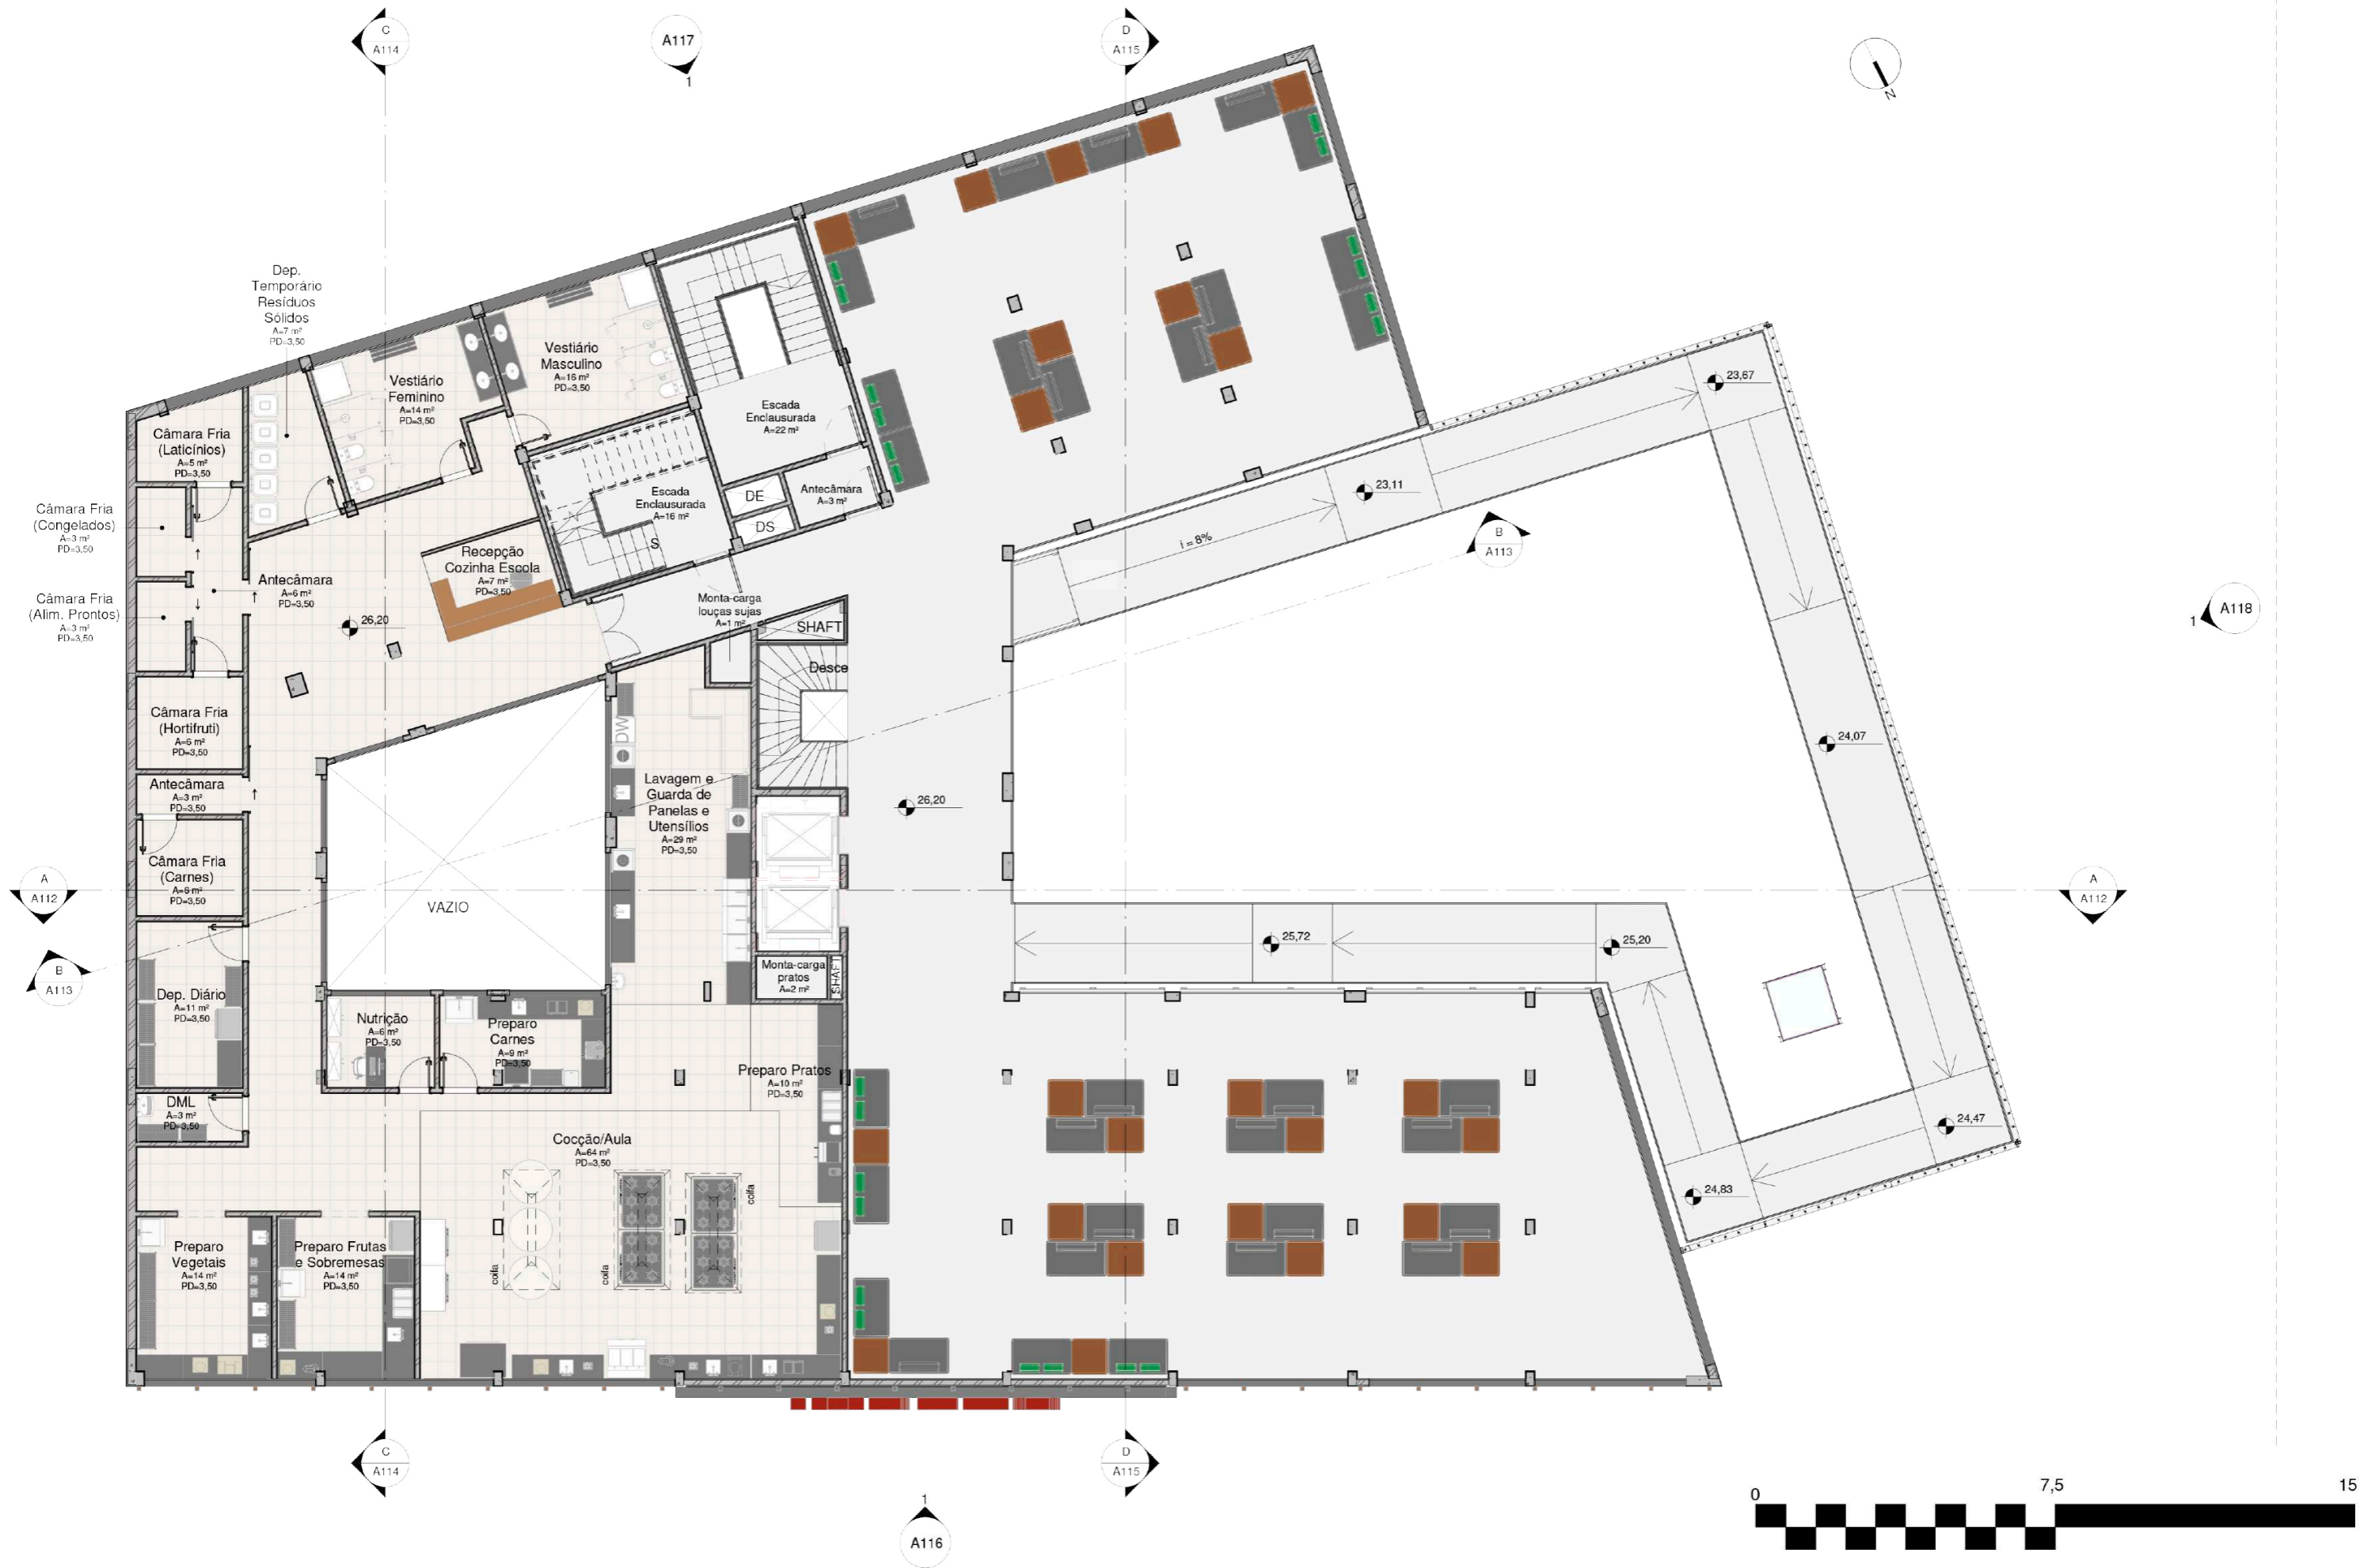 C
A114
A117
1
D
A115
N
Dep.
Temporário
Resíduos
Sólidos
A=7 m²
PD=3,50
Vestiário
Masculino
A=16 m²
PD=3,50
Vestiário
Feminino
A=14 m²
PD=3,50
Escada
Enclausurada
A=22 m²
23,67
Câmara Fria
(Laticínios)
A=5 m²
PD=3,50
Câmara Fria
(Congelados)
A=3 m²
PD=3,50
Escada
Enclausurada
A=16 m²
S
DE
DS
Antecâmara
A=3 m²
23,11
i = 8%
B
A113
Câmara Fria
(Alim. Prontos)
A=3 m²
PD=3,50
Antecâmara
A=6 m²
PD=3,50
26,20
Recepção
Cozinha Escola
A=7 m²
PD=3,50
Monta-carga
louças sujas
A=1 m²
SHAFT
Desce
1
A118
Câmara Fria
(Hortifruti)
A=6 m²
PD=3,50
DW
24,07
Antecâmara
A=3 m²
PD=3,50
Lavagem e
Guarda de
Panelas e
Utensílios
A=29 m²
PD=3,50
26,20
Câmara Fria
(Carnes)
A=6 m²
PD=3,50
A
A112
VAZIO
A
A112
25,72
25,20
B
A113
Dep. Diário
A=11 m²
PD=3,50
Monta-carga
pratos
A=2 m²
SHAFT
Nutrição
A=6 m²
PD=3,50
Preparo
Carnes
A=9 m²
PD=3,50
Preparo Pratos
A=10 m²
PD=3,50
DML
A=3 m²
PD=3,50
Cocção/Aula
A=64 m²
PD=3,50
24,47
24,83
coifa
coifa
coifa
Preparo
Vegetais
A=14 m²
PD=3,50
Preparo Frutas
e Sobremesas
A=14 m²
PD=3,50
C
A114
D
A115
1
A116
0
7,5
15